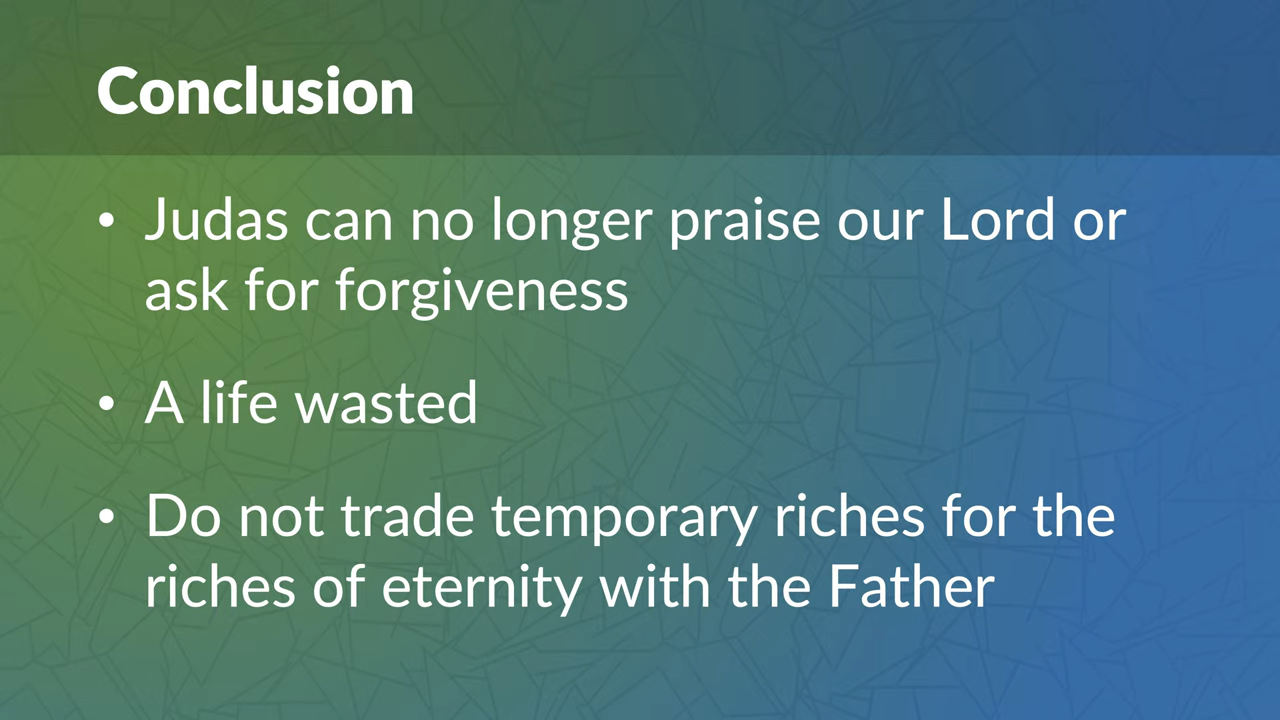 Conclusion
• Judas can no longer praise our Lord or
ask for forgiveness
• A life wasted
• Do not trade temporary riches for the
riches of eternity with the Father